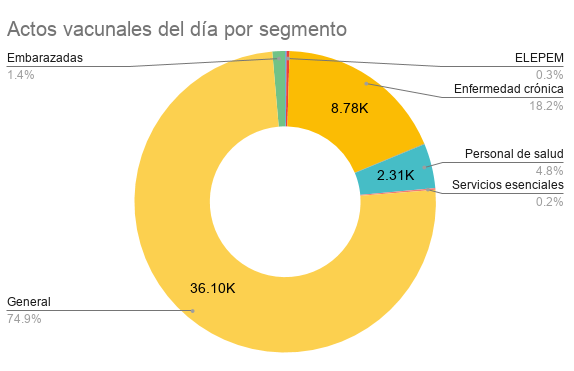 Actos vacunales del día por segmento
Embarazadas
1.4%
ELEPEM
0.3%
Enfermedad crónica
18.2%
8.78K
Personal de salud
4.8%
2.31K
Servicios esenciales
0.2%
36.10K
General
74.9%